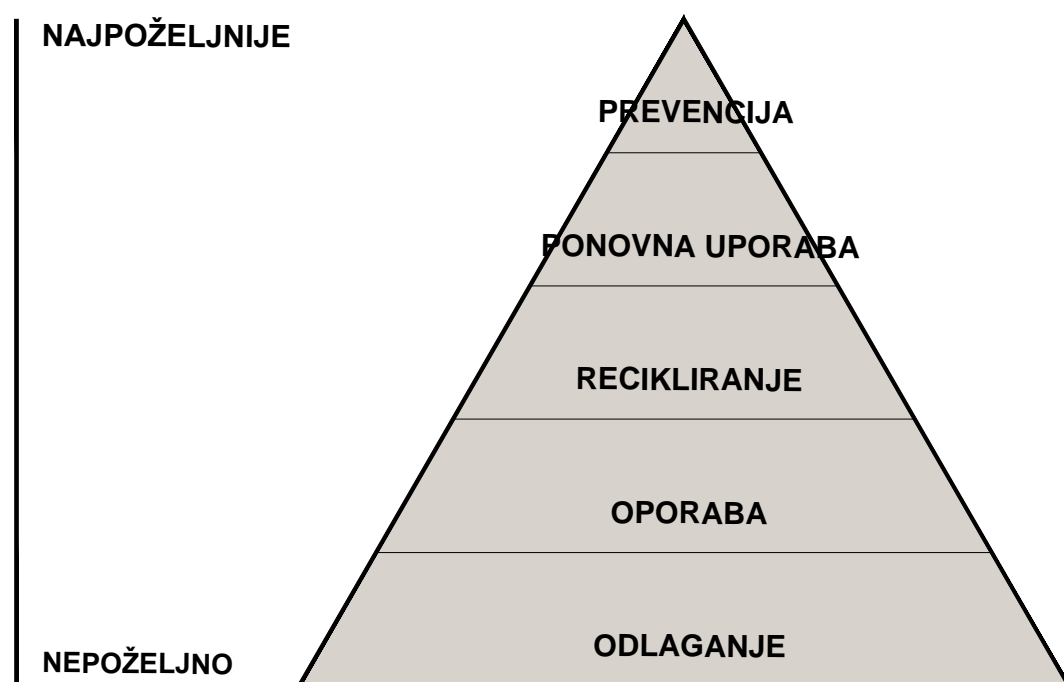 NAJPOŽELJNIJE
PREVENCIJA
PONOVNA UPORABA
RECIKLIRANJE
OPORABA
ODLAGANJE
NEPOŽELJNO